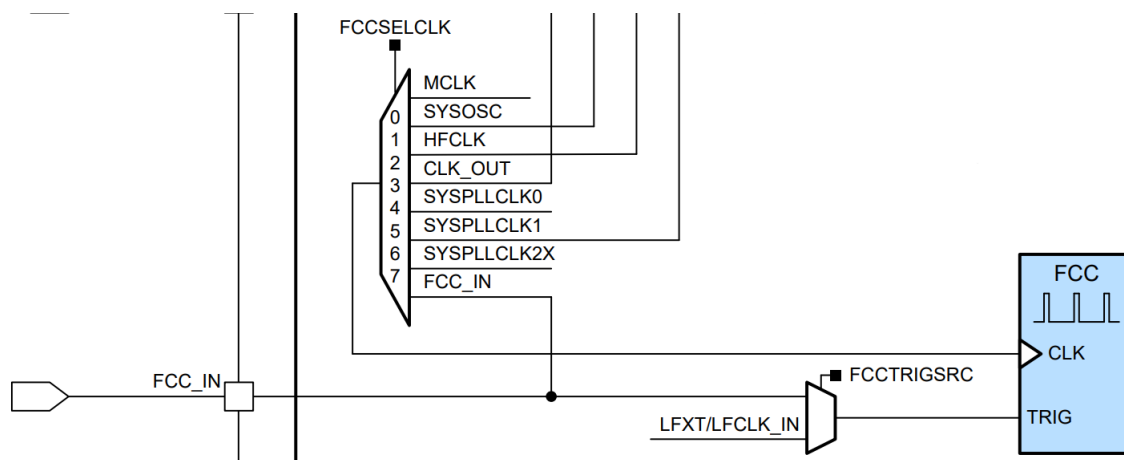 FCCSELCLK
MCLK
0
SYSOSC
1
HFCLK
2
CLK_OUT
3
SYSPLLCLK0
4
SYSPLLCLK1
5
SYSPLLCLK2X
6
FCC_IN
7
FCC
CLK
FCC_IN
FCCTRIGSRC
LFXT/LFCLK_IN
TRIG